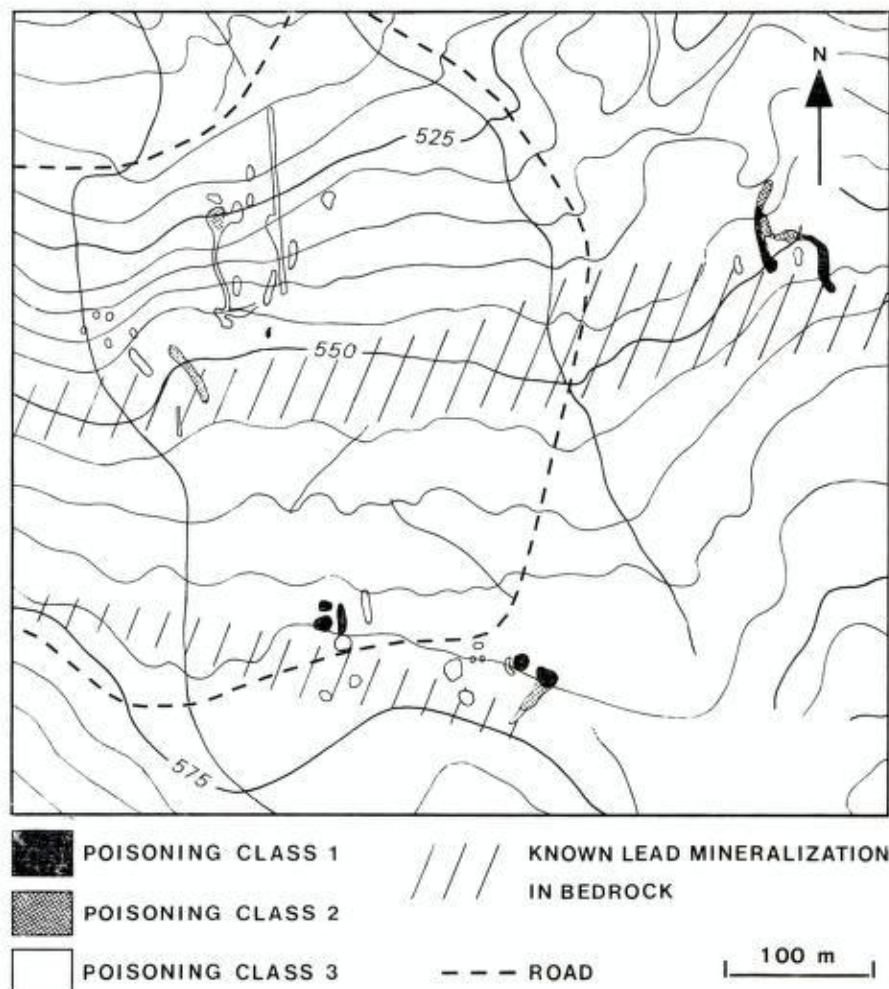 N
525
550
575
POISONING CLASS 1
POISONING CLASS 2
POISONING CLASS 3
KNOWN LEAD MINERALIZATION
IN BEDROCK
ROAD
100 m